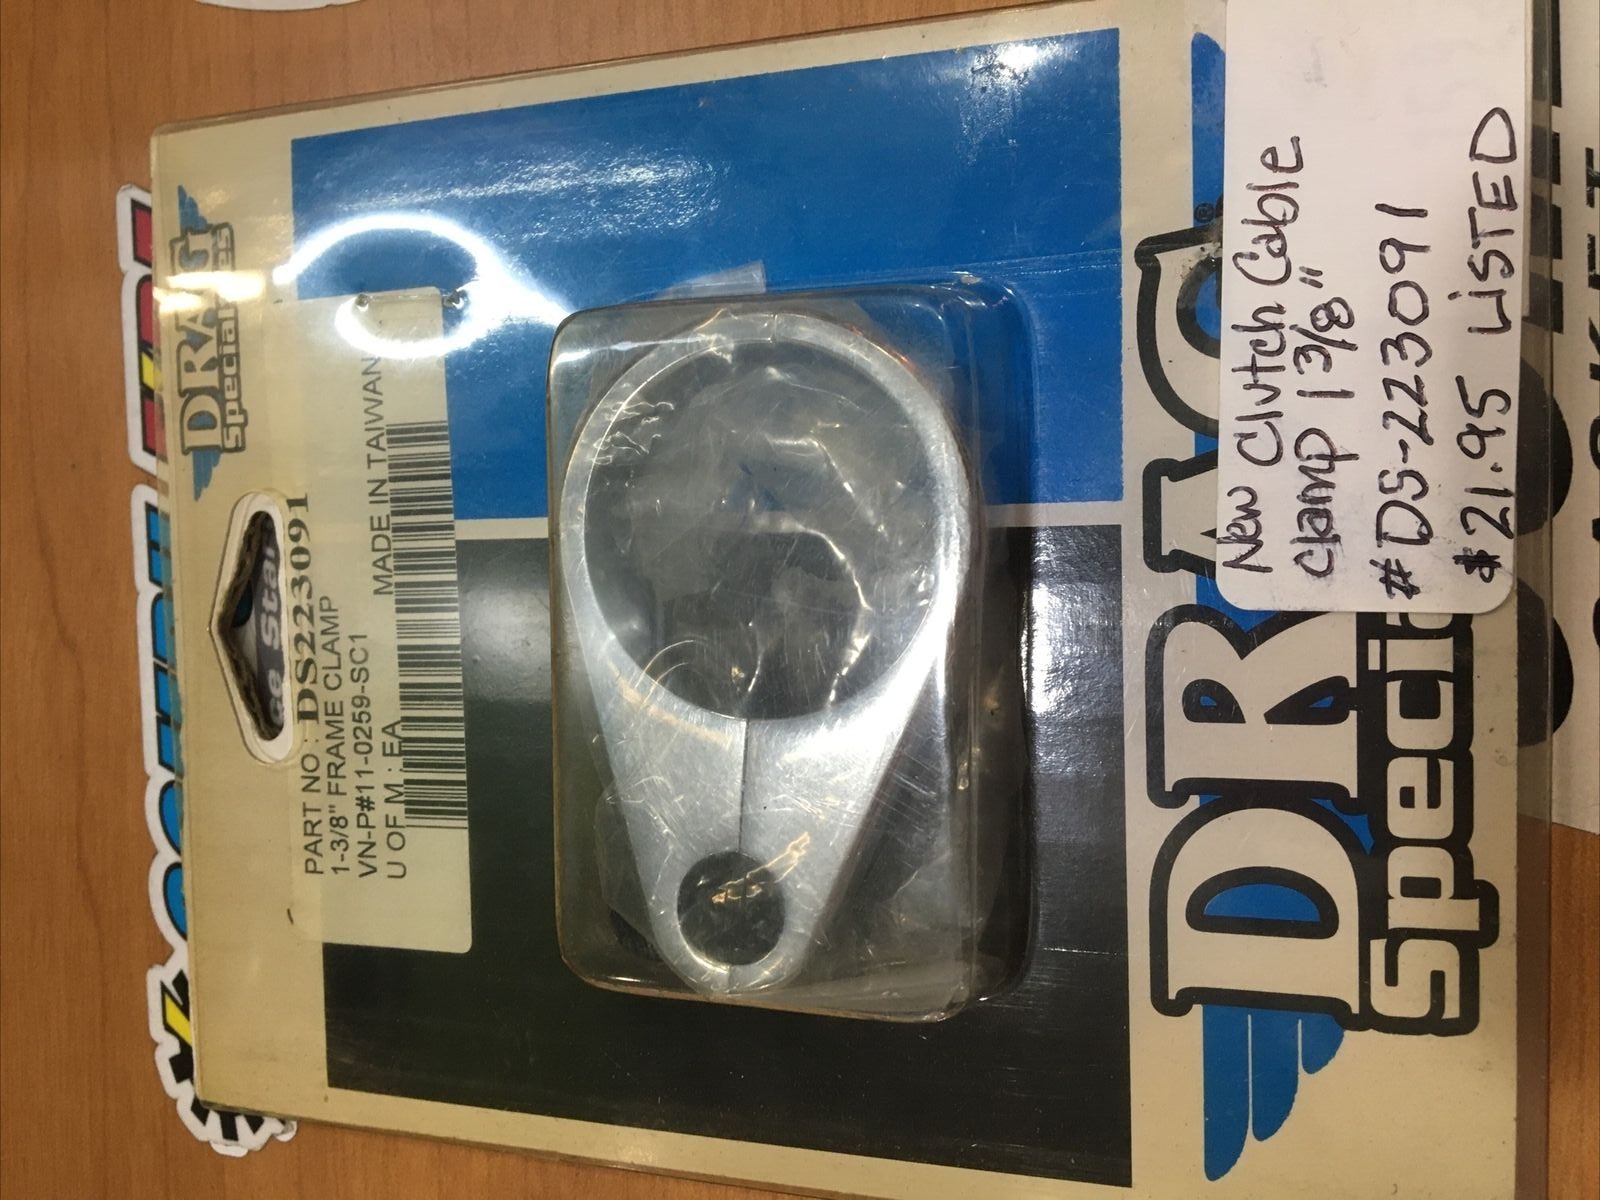 DRAG
Specialties
PART NO : DS223091
1-3/8" FRAME CLAMP
VN-P#11-0259-SC1
U OF M : EA MADE IN TAIWAN
New Clutch Cable
Clamp 1 3/8"
#DS-223091
$21.95 LISTED
DRAG
Speci